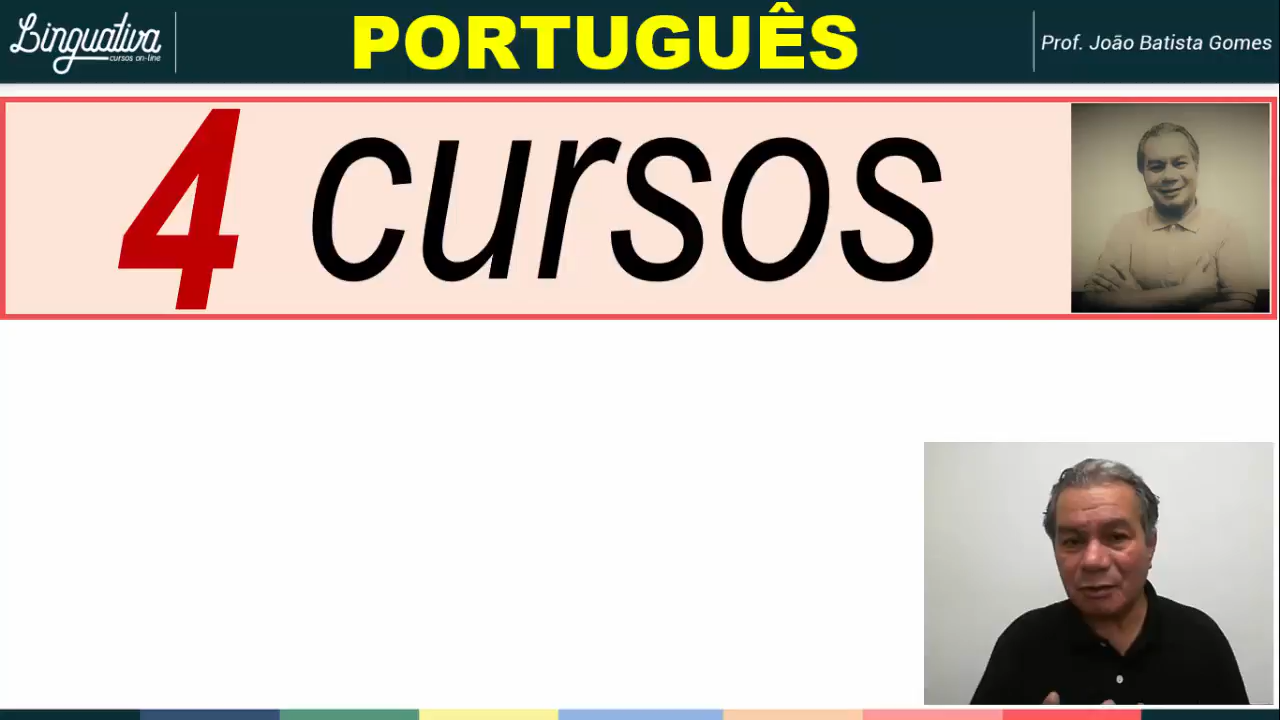 Linguativa
cursos on-line
PORTUGUÊS
Prof. João Batista Gomes
4 cursos